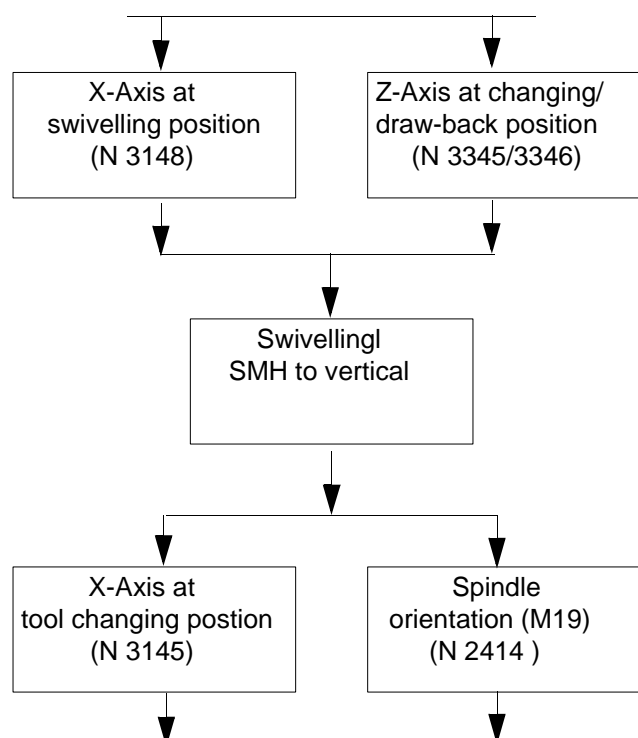 X-Axis at
swivelling position
(N 3148)
Z-Axis at changing/
draw-back position
(N 3345/3346)
Swivellingl
SMH to vertical
X-Axis at
tool changing postion
(N 3145)
Spindle
orientation (M19)
(N 2414 )